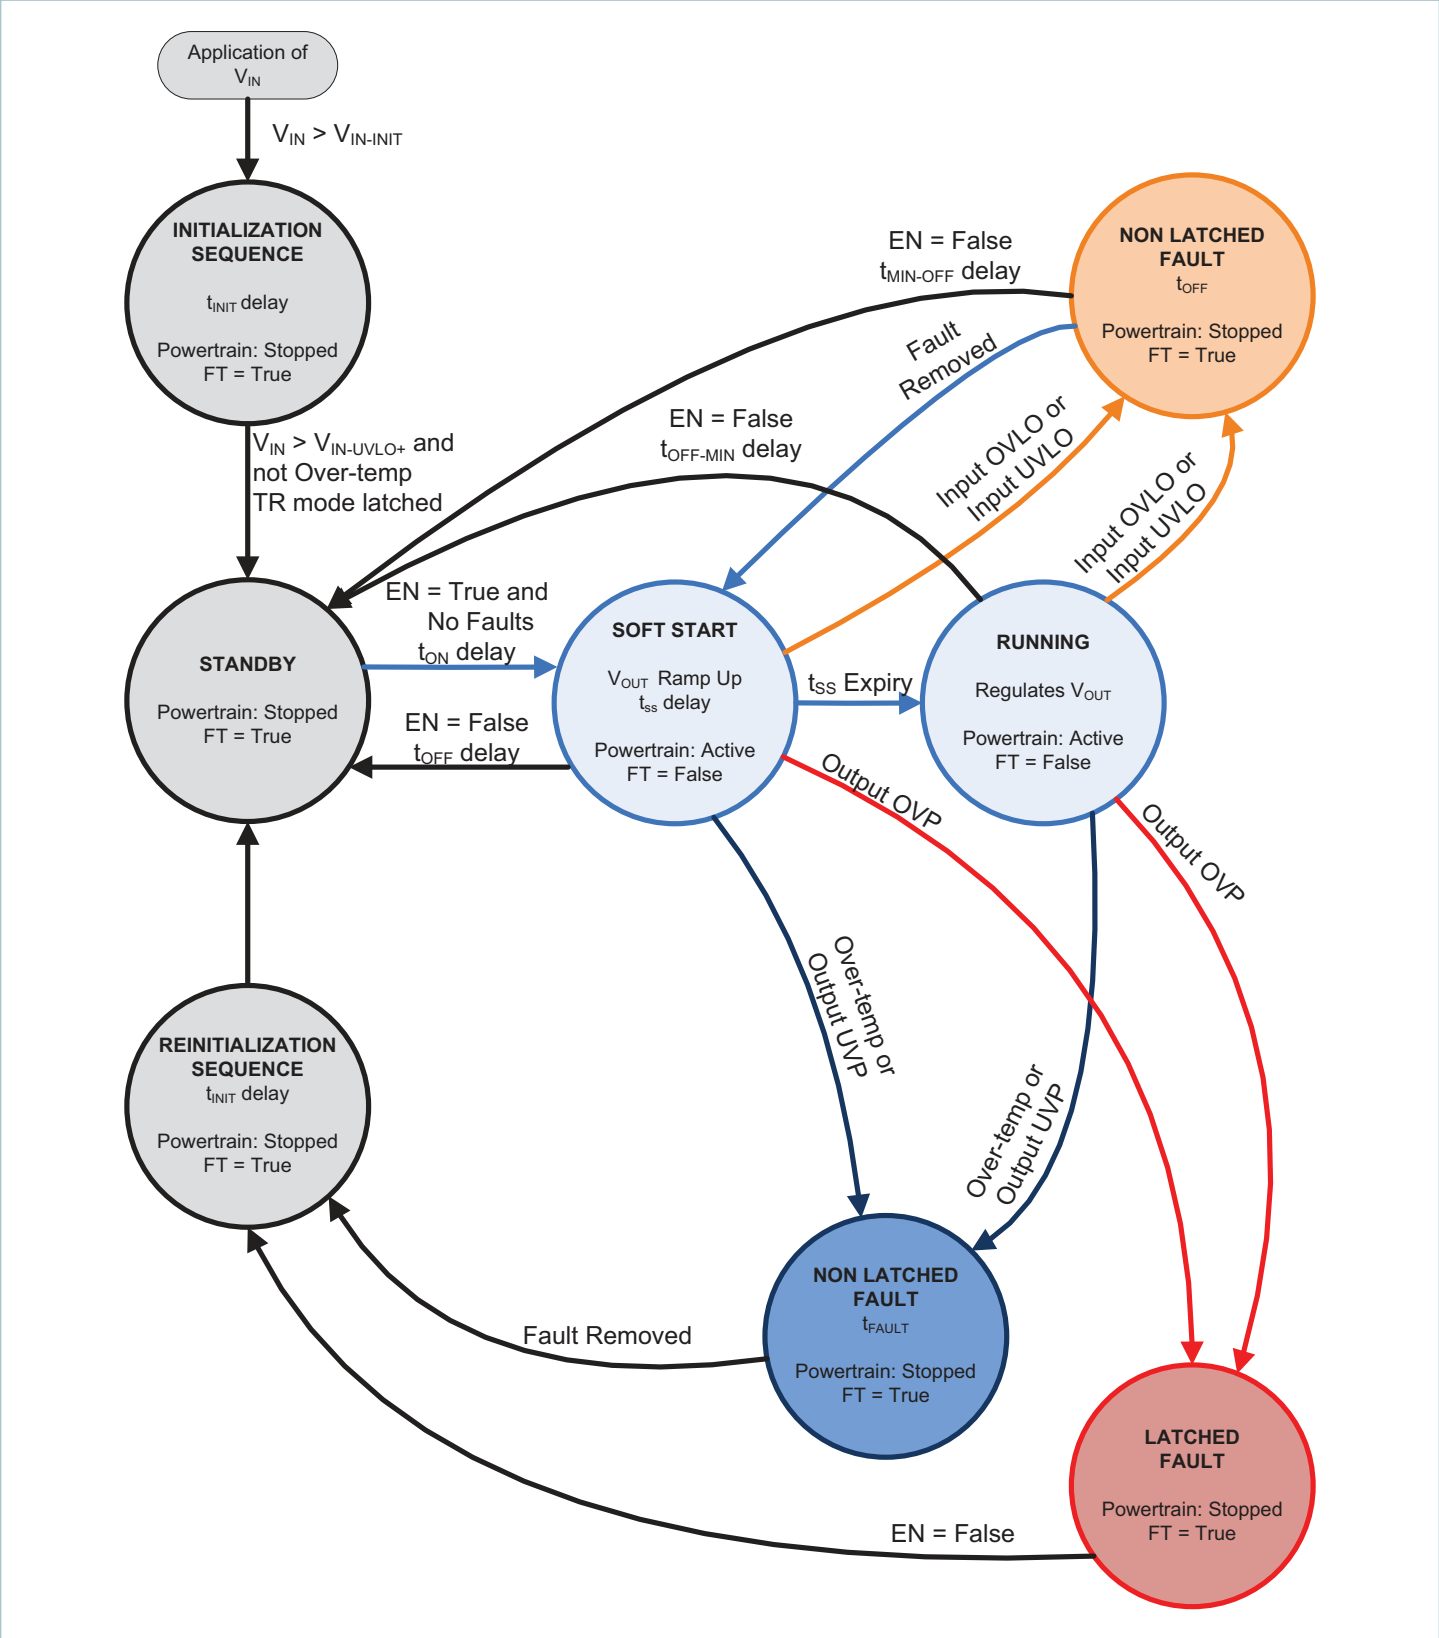 Application of
VIN
VIN > VIN-INIT
INITIALIZATION
SEQUENCE
tINIT delay
Powertrain: Stopped
FT = True
VIN > VIN-UVLO+ and
not Over-temp
TR mode latched
EN = False
tMIN-OFF delay
NON LATCHED
FAULT
tOFF
Powertrain: Stopped
FT = True
Fault
Removed
EN = False
tOFF-MIN delay
Input OVLO or
Input UVLO
Input OVLO or
Input UVLO
STANDBY
Powertrain: Stopped
FT = True
EN = True and
No Faults
tON delay
EN = False
tOFF delay
SOFT START
VOUT Ramp Up
tss delay
Powertrain: Active
FT = False
tSS Expiry
RUNNING
Regulates VOUT
Powertrain: Active
FT = False
Output OVP
Output OVP
Over-temp or
Output UVP
Over-temp or
Output UVP
REINITIALIZATION
SEQUENCE
tINIT delay
Powertrain: Stopped
FT = True
Fault Removed
NON LATCHED
FAULT
tFAULT
Powertrain: Stopped
FT = True
EN = False
LATCHED
FAULT
Powertrain: Stopped
FT = True